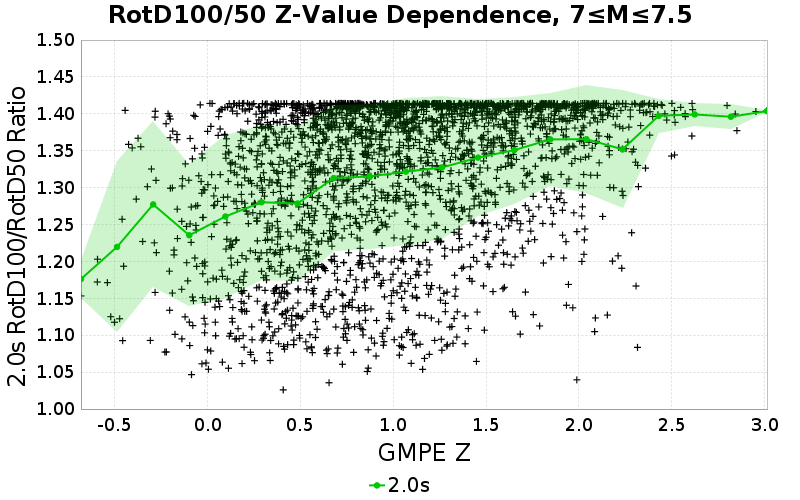 RotD100/50 Z-Value Dependence, 7≤M≤7.5
2.0s RotD100/RotD50 Ratio
1.50
1.45
1.40
1.35
1.30
1.25
1.20
1.15
1.10
1.05
1.00
-0.5 0.0 0.5 1.0 1.5 2.0 2.5 3.0
GMPE Z
2.0s